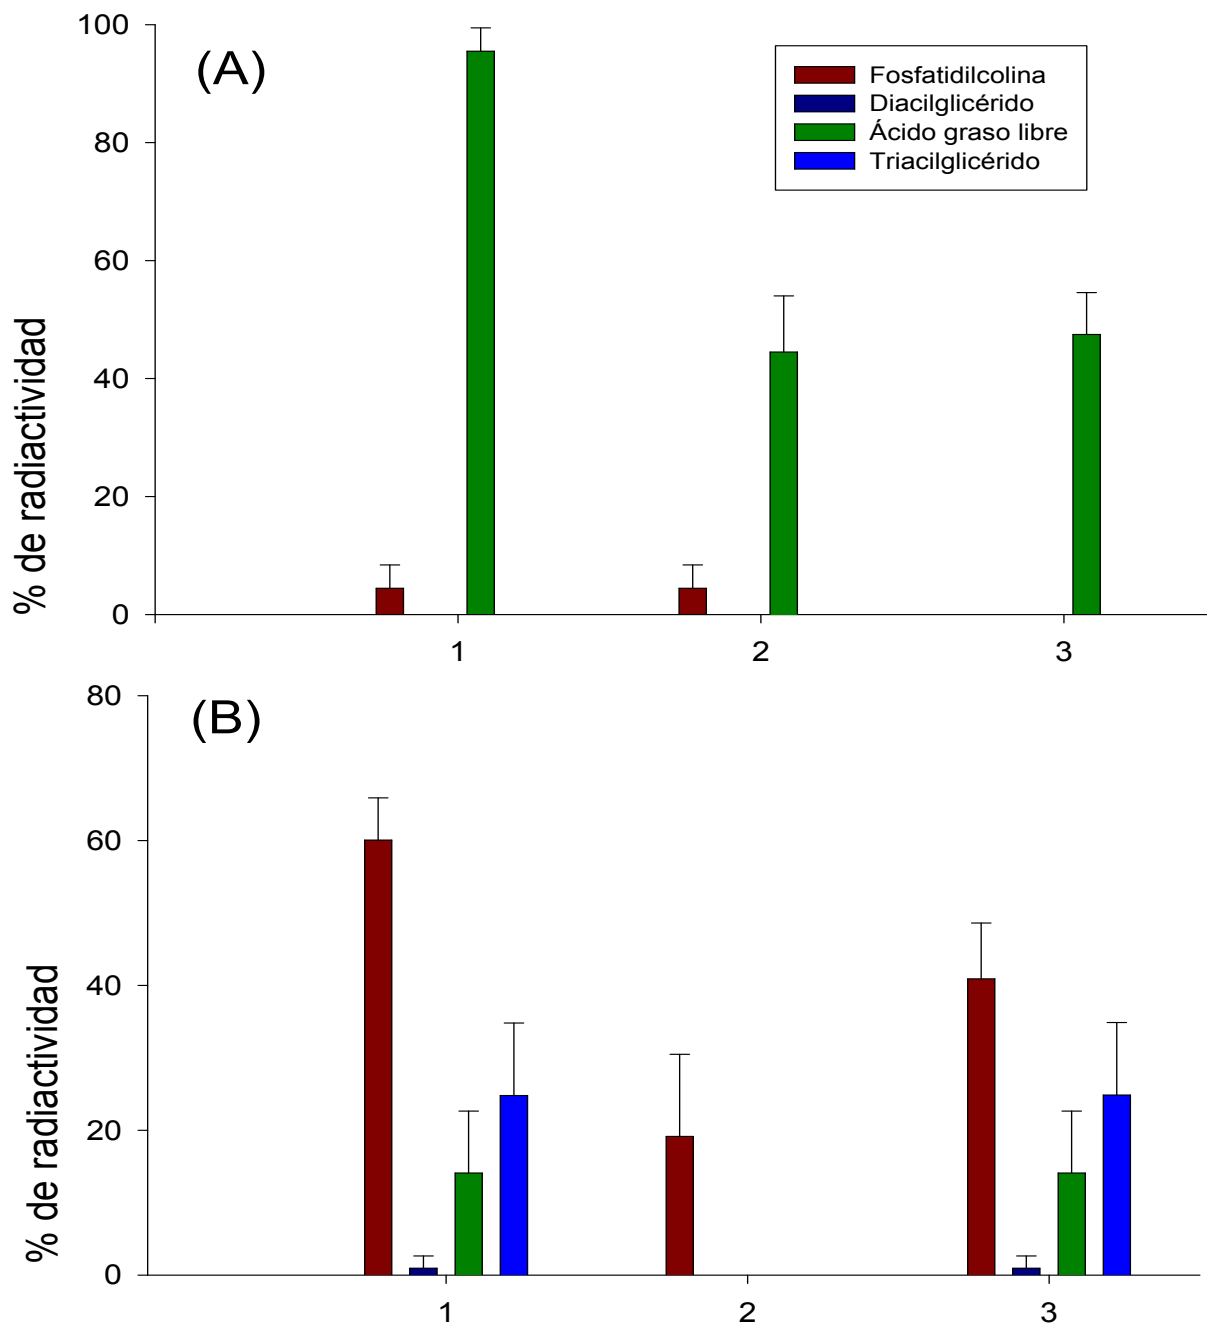 (A)
Fosfatidilcolina
Diacilglicérido
Ácido graso libre
Triacilglicérido
% de radiactividad
100
80
60
40
20
0
1 2 3
(B)
% de radiactividad
80
60
40
20
0
1 2 3